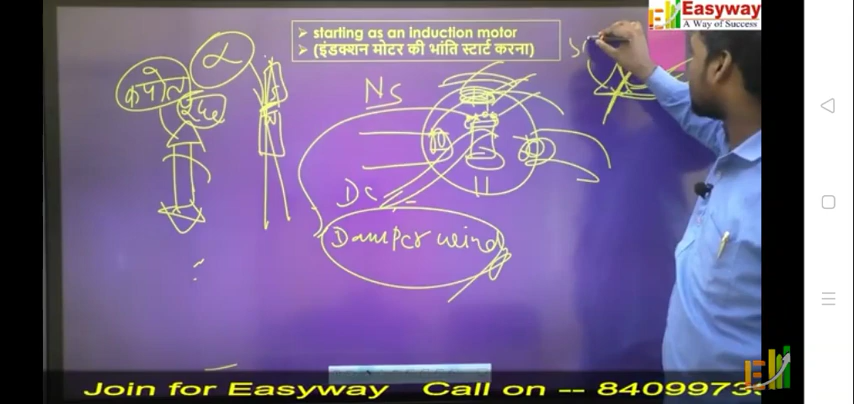 Easyway
A Way of Success
➤ starting as an induction motor
➤ (इंडक्शन मोटर की भांति स्टार्ट करना)
α
NS
DC
Damper wind
Join for Easyway Call on -- 8409973